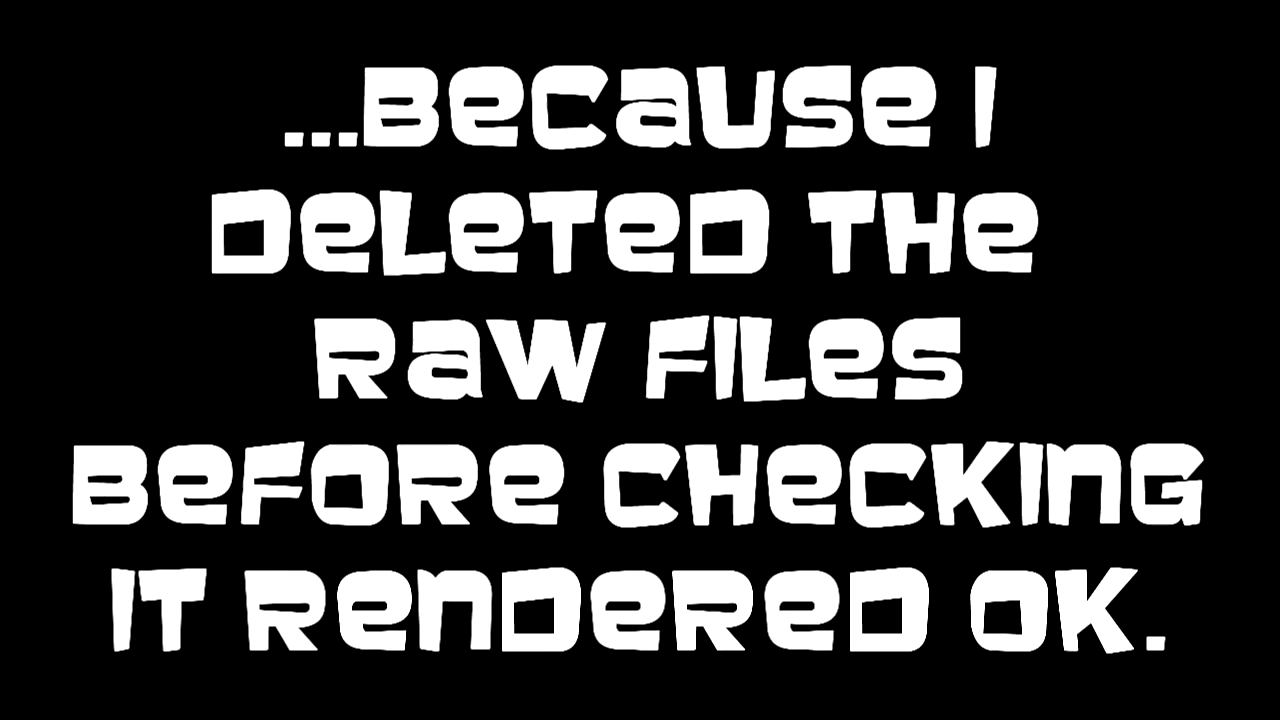 ...Because I
Deleted the
Raw Files
Before Checking
it Rendered OK.